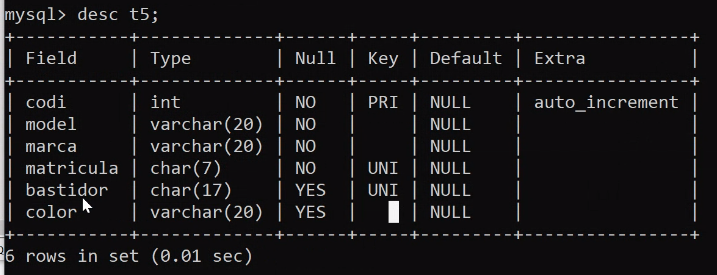 mysql> desc t5;
+-----------+-------------+------+-----+---------+----------------+
| Field     | Type        | Null | Key | Default | Extra          |
+-----------+-------------+------+-----+---------+----------------+
| codi      | int         | NO   | PRI | NULL    | auto_increment |
| model     | varchar(20) | NO   |     | NULL    |                |
| marca     | varchar(20) | NO   |     | NULL    |                |
| matricula | char(7)     | NO   | UNI | NULL    |                |
| bastidor  | char(17)    | YES  | UNI | NULL    |                |
| color     | varchar(20) | YES  |     | NULL    |                |
+-----------+-------------+------+-----+---------+----------------+
6 rows in set (0.01 sec)